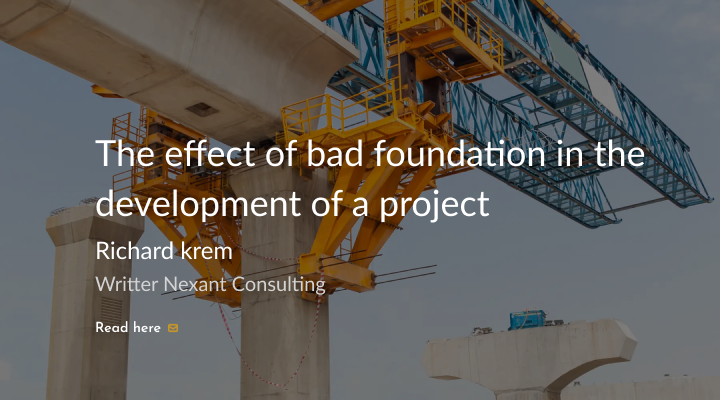 The effect of bad foundation in the
development of a project
Richard krem
Writter Nexant Consulting
Read here